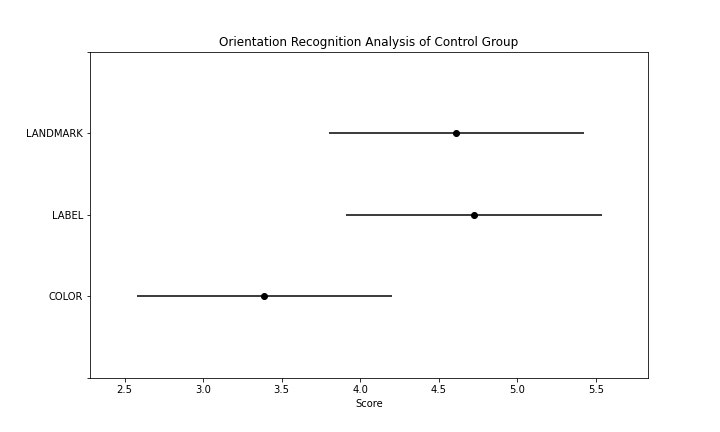 Orientation Recognition Analysis of Control Group
LANDMARK
LABEL
COLOR
2.5 3.0 3.5 4.0 4.5 5.0 5.5
Score